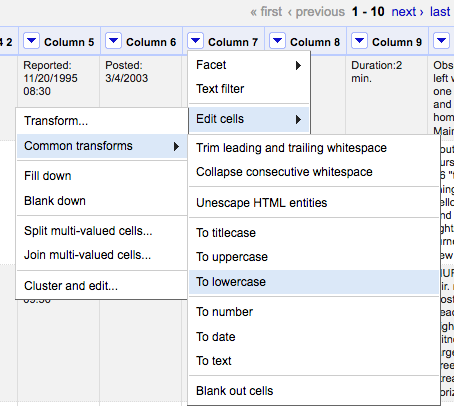 « first ‹ previous 1 - 10 next › last
2 Column 5 Column 6 Column 7 Column 8 Column 9
Reported:
11/20/1995
08:30
Posted:
3/4/2003
Duration:2
min.
Obs
left v
one
and
hom
Main
Facet
Text filter
Edit cells
Transform...
Common transforms
Fill down
Blank down
Split multi-valued cells...
Join multi-valued cells...
Cluster and edit...
Trim leading and trailing whitespace
Collapse consecutive whitespace
Unescape HTML entities
To titlecase
To uppercase
To lowercase
To number
To date
To text
Blank out cells